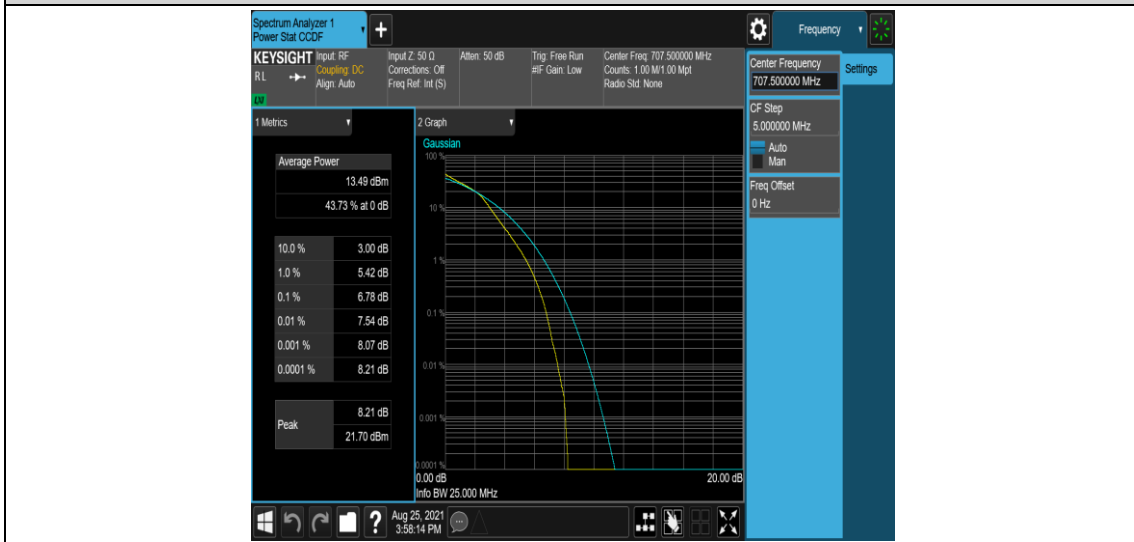 Spectrum Analyzer 1
Power Stat CCDF
Frequency
KEYSIGHT
RL
LXI
Input: RF
Coupling: DC
Align: Auto
Input Z: 50 Ω
Corrections: Off
Freq Ref: Int (S)
Atten: 50 dB
Trig: Free Run
#IF Gain: Low
Center Freq: 707.500000 MHz
Counts: 1.00 M/1.00 Mpt
Radio Std: None
Center Frequency
707.500000 MHz
Settings
CF Step
5.000000 MHz
Auto
Man
Freq Offset
0 Hz
1 Metrics
Average Power
13.49 dBm
43.73 % at 0 dB
10.0 % 3.00 dB
1.0 % 5.42 dB
0.1 % 6.78 dB
0.01 % 7.54 dB
0.001 % 8.07 dB
0.0001 % 8.21 dB
Peak 8.21 dB
21.70 dBm
2 Graph
Gaussian
100 %
10 %
1 %
0.1 %
0.01 %
0.001 %
0.0001 %
0.00 dB 20.00 dB
Info BW 25.000 MHz
? Aug 25, 2021
3:58:14 PM